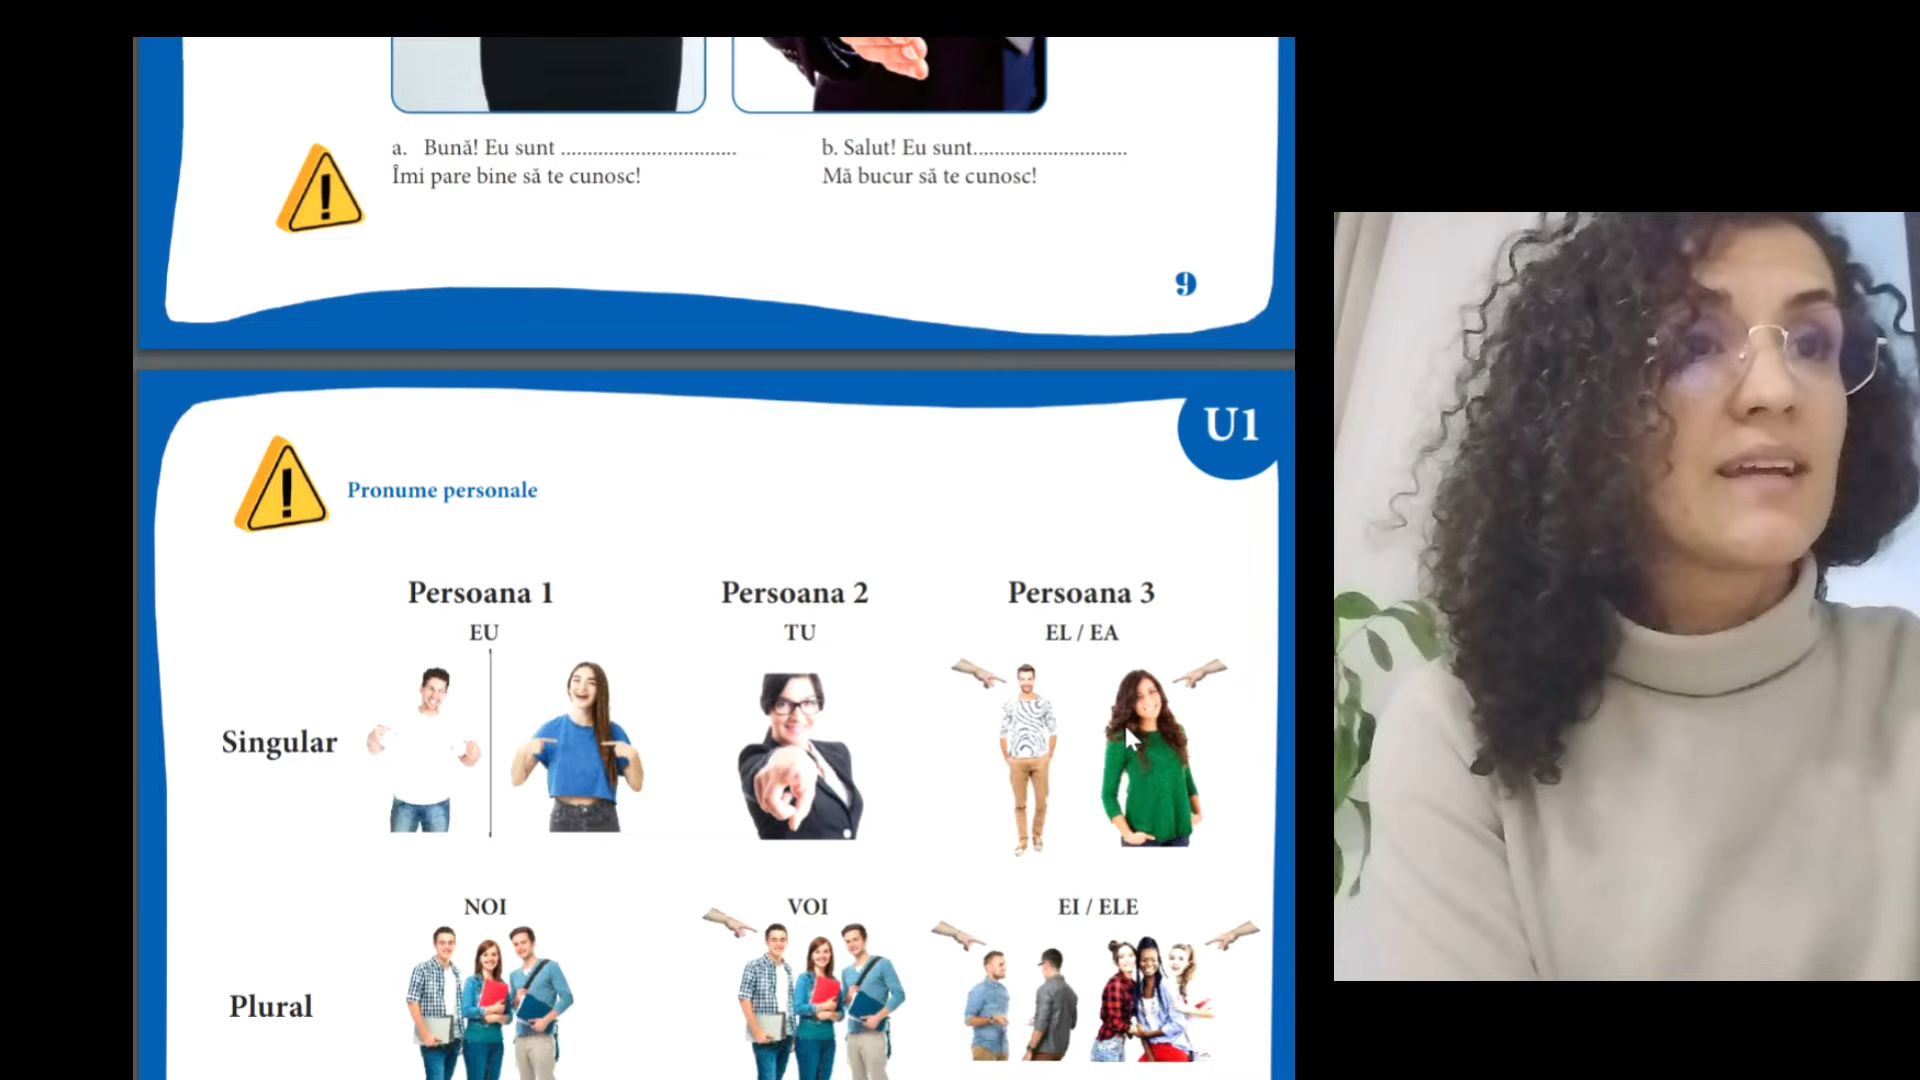 a. Bună! Eu sunt .................................
Îmi pare bine să te cunosc!
b. Salut! Eu sunt.............................
Mă bucur să te cunosc!
9
U1
Pronume personale
Persoana 1
Persoana 2
Persoana 3
EU
TU
EL / EA
Singular
NOI
VOI
EI / ELE
Plural